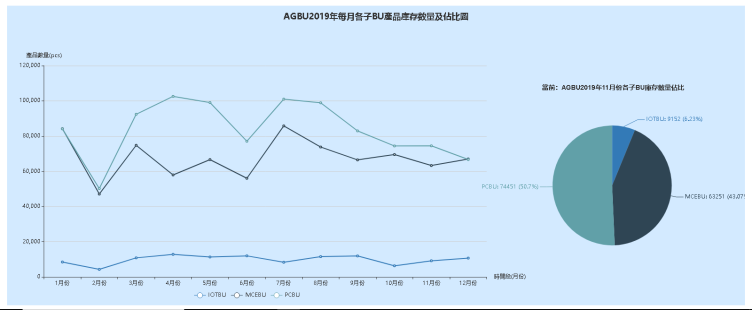 AGBU2019年每月各子BU產品庫存數量及佔比圖
產品數量(pcs)
120,000
100,000
80,000
60,000
40,000
20,000
0
1月份 2月份 3月份 4月份 5月份 6月份 7月份 8月份 9月份 10月份 11月份 12月份
時間軸(月份)
IOTBU MCEBU PCBU
當前: AGBU2019年11月份各子BU庫存數量佔比
IOTBU: 9192 (6.25%)
PCBU: 74451 (50.7%)
MCEBU: 63251 (43.07%